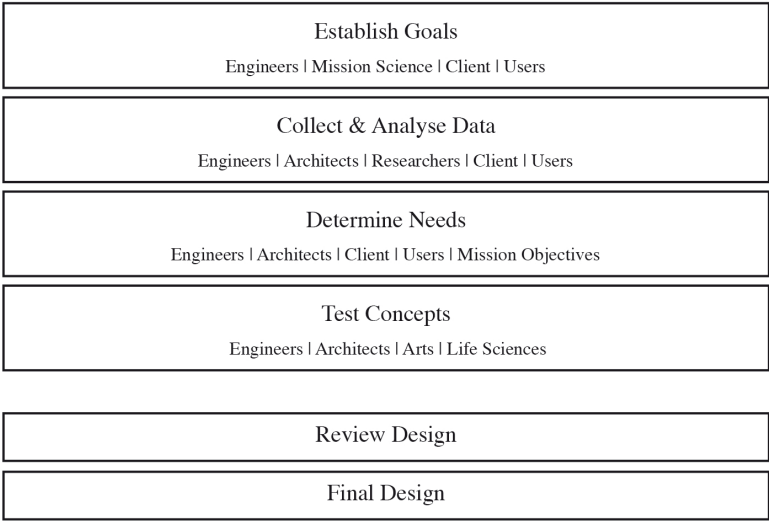 Establish Goals
Engineers | Mission Science | Client | Users
Collect & Analyse Data
Engineers | Architects | Researchers | Client | Users
Determine Needs
Engineers | Architects | Client | Users | Mission Objectives
Test Concepts
Engineers | Architects | Arts | Life Sciences
Review Design
Final Design